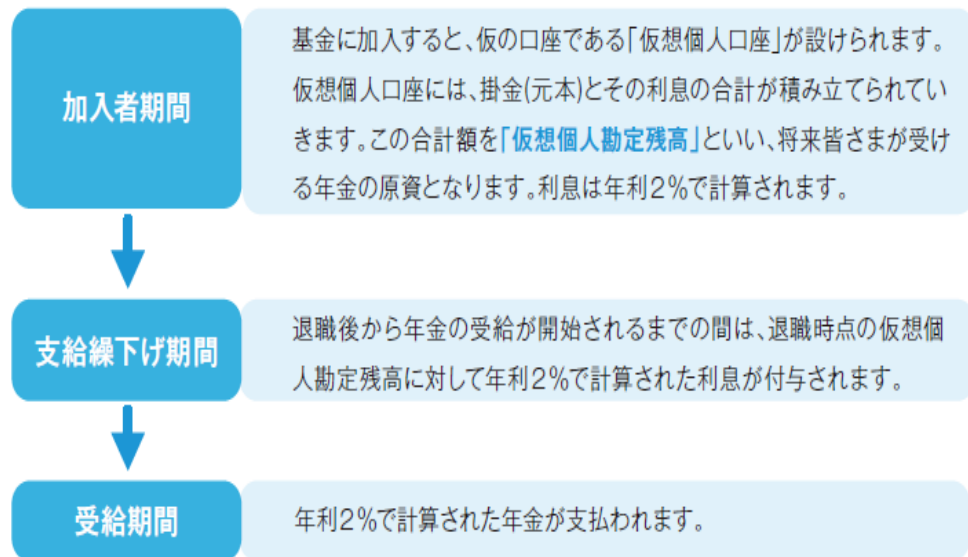 加入者期間
基金に加入すると、仮の口座である「仮想個人口座」が設けられます。
仮想個人口座には、掛金(元本)とその利息の合計が積み立てられてい
きます。この合計額を「仮想個人勘定残高」といい、将来皆さまが受け
る年金の原資となります。利息は年利２％で計算されます。
支給繰下げ期間
退職後から年金の受給が開始されるまでの間は、退職時点の仮想個
人勘定残高に対して年利２％で計算された利息が付与されます。
受給期間
年利２％で計算された年金が支払われます。